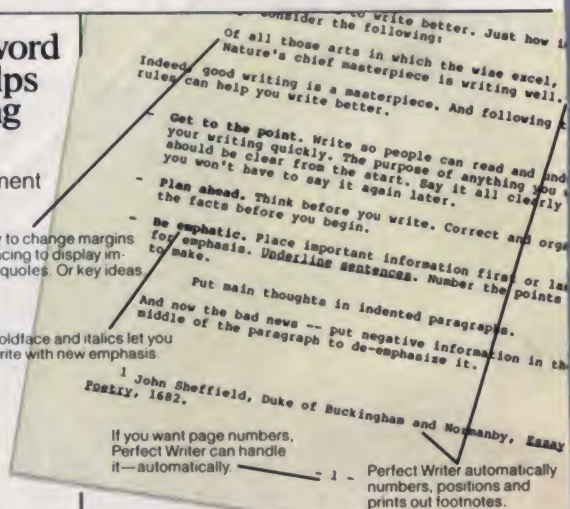 to write better. Just how i
consider the following:
Of all those arts in which the wise excel,
Nature's chief masterpiece is writing well.
Indeed, good writing is a masterpiece. And following t
rules can help you write better.
- Get to the point. Write so people can read and und
your writing quickly. The purpose of anything you w
should be clear from the start. Say it all clearly
you won't have to say it again later.
- Plan ahead. Think before you write. Correct and orga
the facts before you begin.
- Be emphatic. Place important information first or las
for emphasis. Underline sentences. Number the points
to make.
Put main thoughts in indented paragraphs.
And now the bad news -- put negative information in the
middle of the paragraph to de-emphasize it.
1 John Sheffield, Duke of Buckingham and Normanby, Essay
Poetry, 1682.
- 1 -
word
lps
g
nent
y to change margins
acing to display im-
quotes. Or key ideas.
oldface and italics let you
rite with new emphasis.
If you want page numbers,
Perfect Writer can handle
it—automatically.
Perfect Writer automatically
numbers, positions and
prints out footnotes.